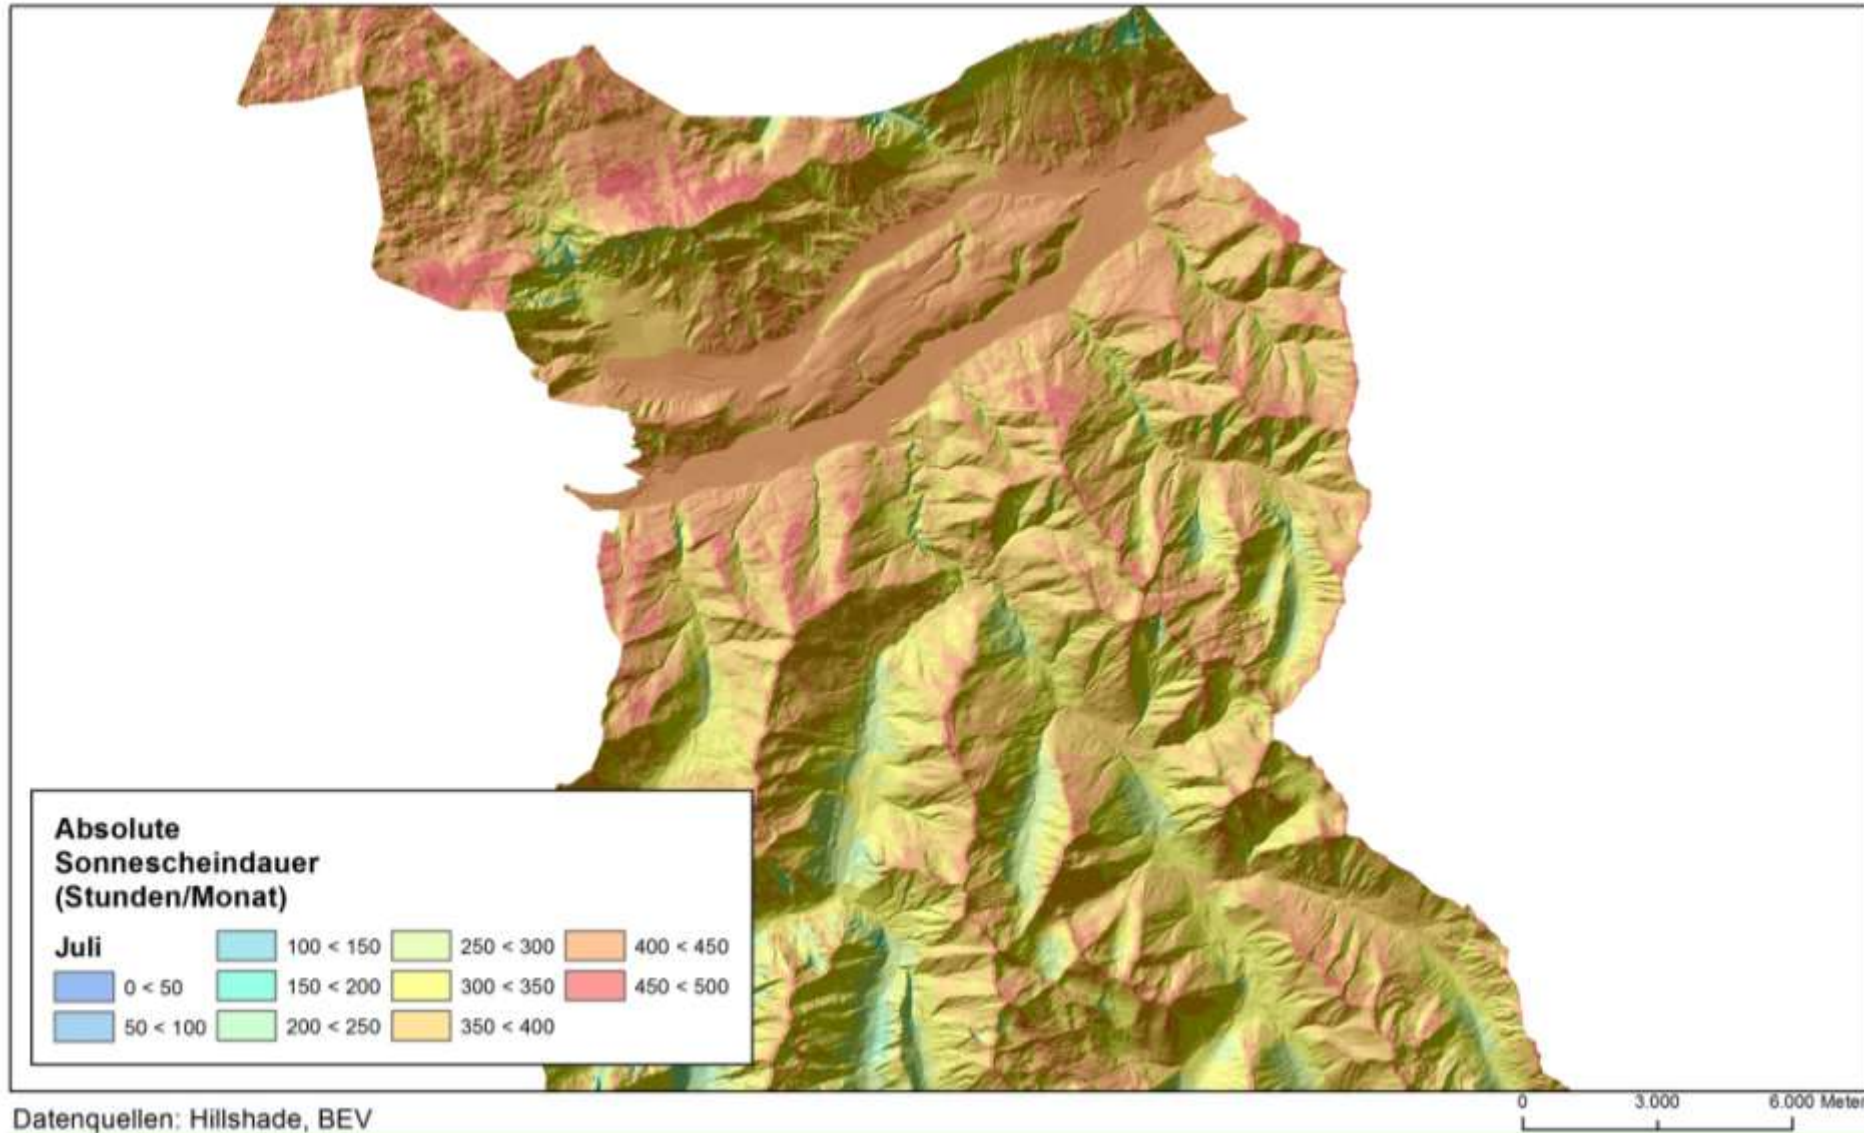 Absolute
Sonnescheindauer
(Stunden/Monat)
Juli
0 < 50
50 < 100
100 < 150
150 < 200
200 < 250
250 < 300
300 < 350
350 < 400
400 < 450
450 < 500
Datenquellen: Hillshade, BEV
0 3.000 6.000 Meter